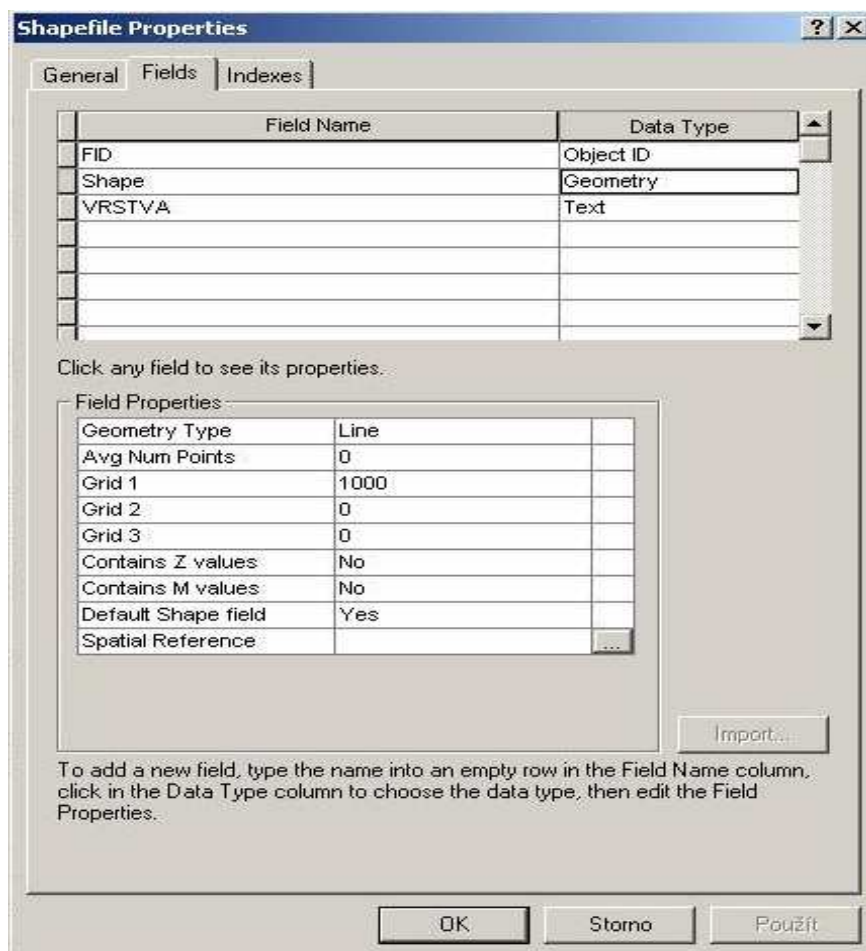 Shapefile Properties
General Fields Indexes
Field Name Data Type
FID Object ID
Shape Geometry
VRSTVA Text
Click any field to see its properties.
Field Properties
Geometry Type Line
Avg Num Points 0
Grid 1 1000
Grid 2 0
Grid 3 0
Contains Z values No
Contains M values No
Default Shape field Yes
Spatial Reference ...
Import...
To add a new field, type the name into an empty row in the Field Name column,
click in the Data Type column to choose the data type, then edit the Field
Properties.
OK Storno Použít